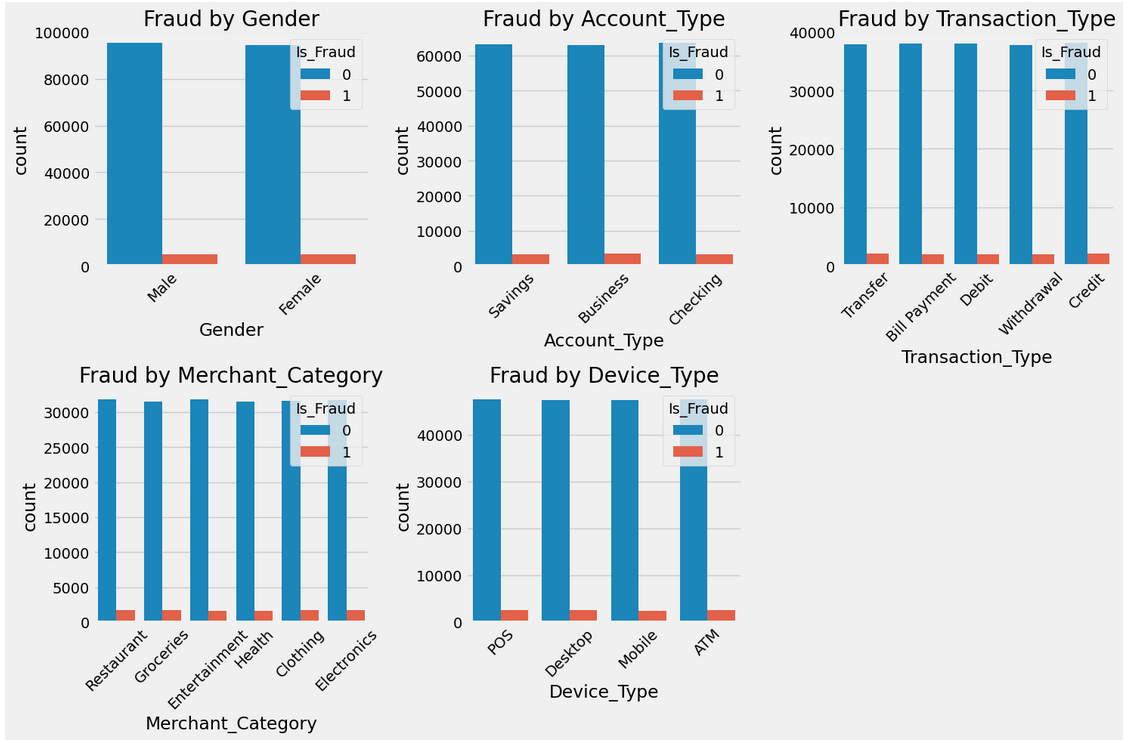 Fraud by Gender
100000
80000
60000
40000
20000
0
count
Is_Fraud
0
1
Male
Female
Gender
Fraud by Account_Type
60000
50000
40000
30000
20000
10000
0
count
Is_Fraud
0
1
Savings
Business
Checking
Account_Type
Fraud by Transaction_Type
40000
30000
20000
10000
0
count
Is_Fraud
0
1
Transfer
Bill Payment
Debit
Withdrawal
Credit
Transaction_Type
Fraud by Merchant_Category
30000
25000
20000
15000
10000
5000
0
count
Is_Fraud
0
1
Restaurant
Groceries
Entertainment
Health
Clothing
Electronics
Merchant_Category
Fraud by Device_Type
40000
30000
20000
10000
0
count
Is_Fraud
0
1
POS
Desktop
Mobile
ATM
Device_Type